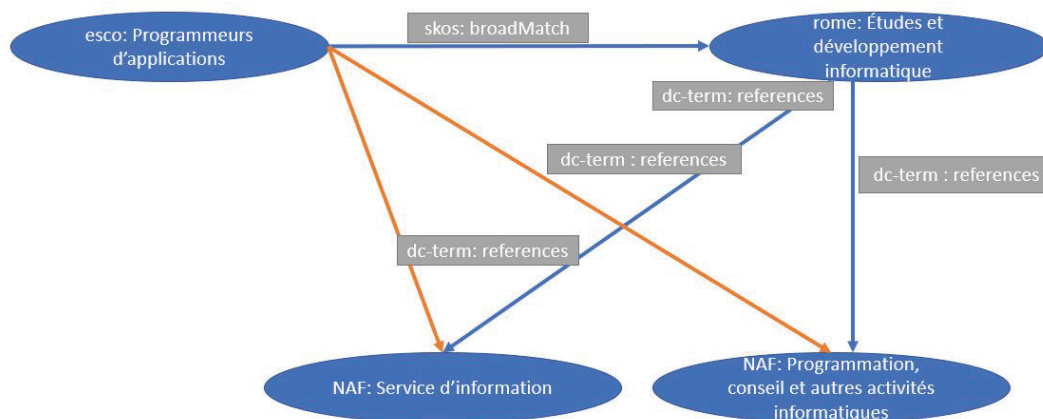 esco: Programmeurs
d’applications
skos: broadMatch
rome: Études et
développement
informatique
dc-term: references
dc-term : references
dc-term : references
dc-term: references
NAF: Service d’information
NAF: Programmation,
conseil et autres activités
informatiques